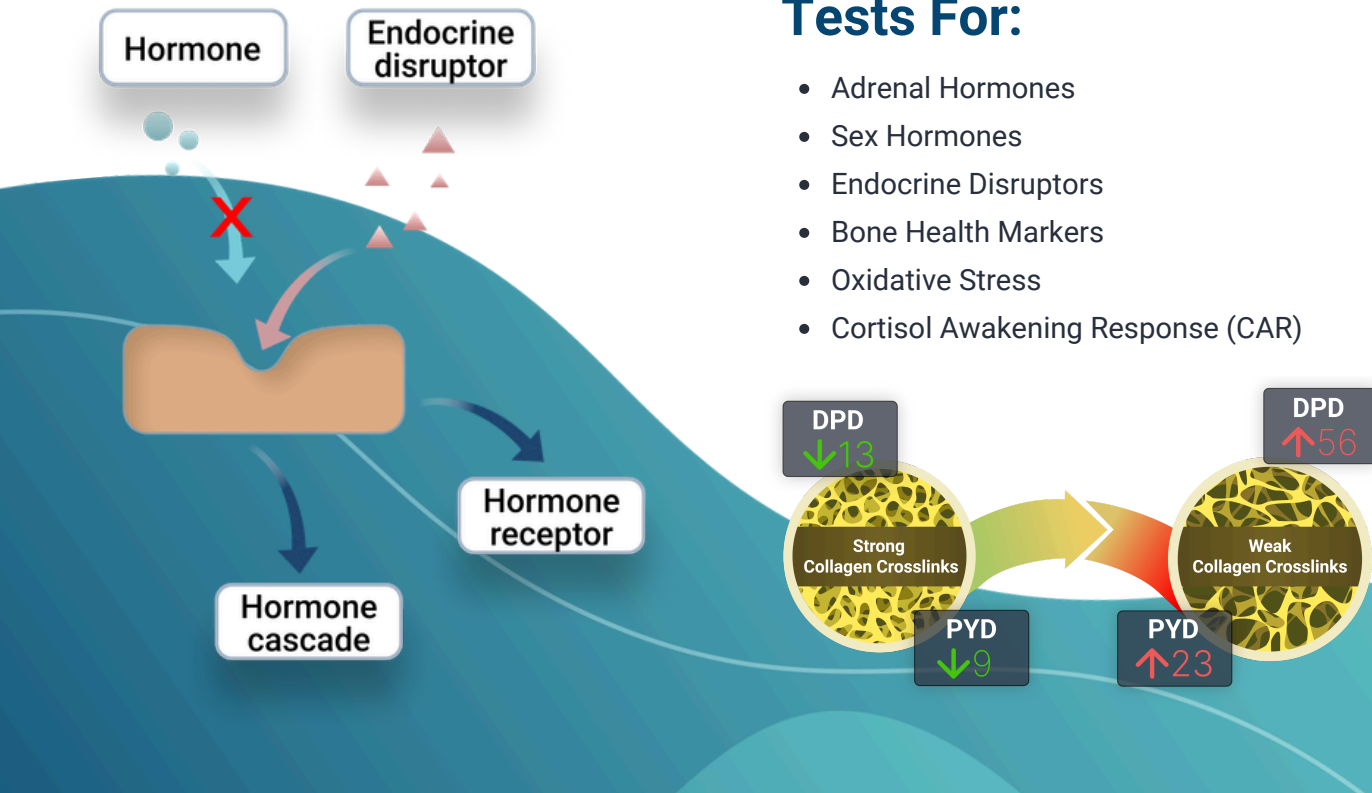 Hormone
Endocrine
disruptor
X
Hormone
receptor
Hormone
cascade
Tests For:
Adrenal Hormones
Sex Hormones
Endocrine Disruptors
Bone Health Markers
Oxidative Stress
Cortisol Awakening Response (CAR)
DPD
↓13
Strong
Collagen Crosslinks
PYD
↓9
DPD
↑56
Weak
Collagen Crosslinks
PYD
↑23